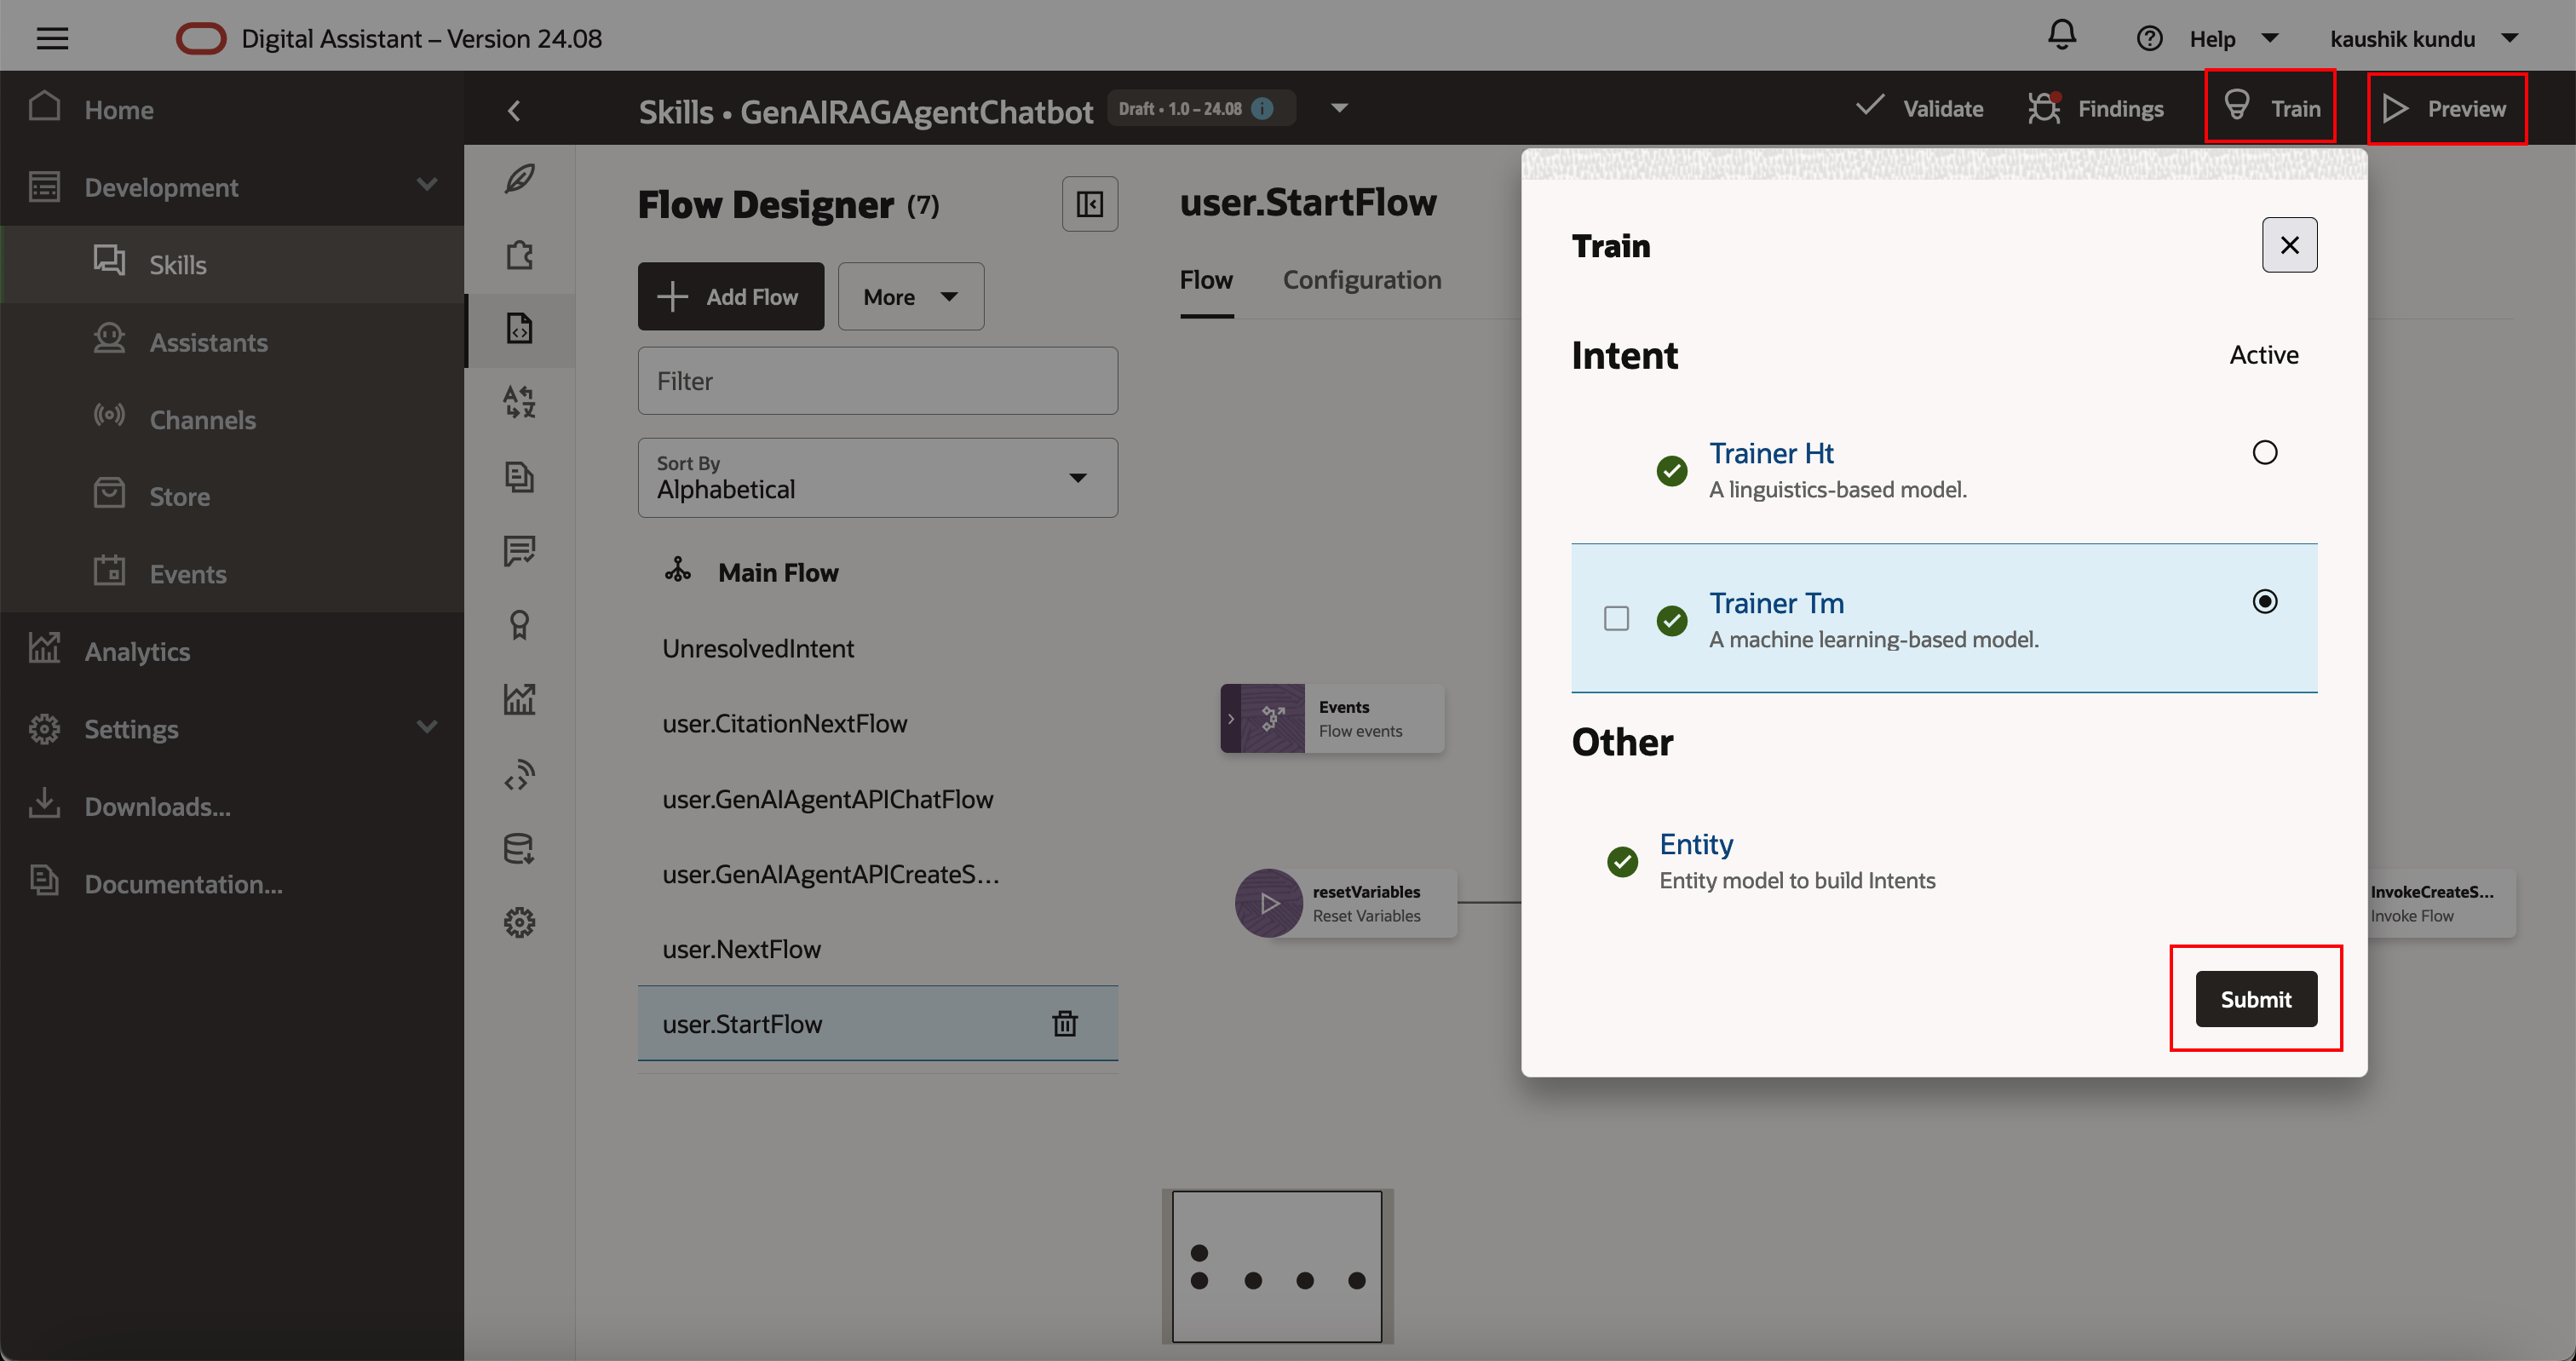 Digital Assistant – Version 24.08
Help
kaushik kundu
Home
Development
Skills
Assistants
Channels
Store
Events
Analytics
Settings
Downloads...
Documentation...
Skills • GenAIRAGAgentChatbot
Draft • 1.0 – 24.08
Validate
Findings
Train
Preview
Flow Designer (7)
Add Flow
More
Filter
Sort By
Alphabetical
Main Flow
UnresolvedIntent
user.CitationNextFlow
user.GenAIAgentAPIChatFlow
user.GenAIAgentAPICreateS...
user.NextFlow
user.StartFlow
user.StartFlow
Flow
Configuration
Events
Flow events
resetVariables
Reset Variables
InvokeCreateS...
Invoke Flow
Train
Intent
Active
Trainer Ht
A linguistics-based model.
Trainer Tm
A machine learning-based model.
Other
Entity
Entity model to build Intents
Submit